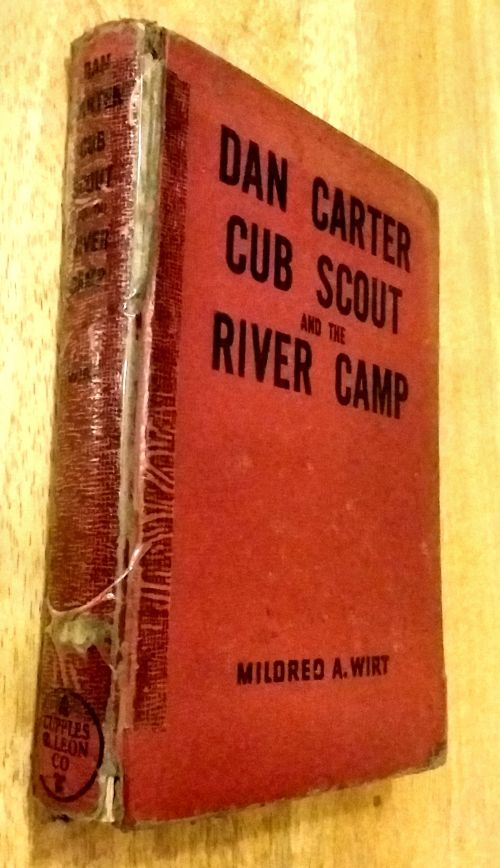 DAN CARTER
CUB SCOUT
AND THE
RIVER CAMP
MILDRED A. WIRT
DAN
CARTER
CUB
SCOUT
RIVER
CAMP
CUPPLES
& LEON
CO